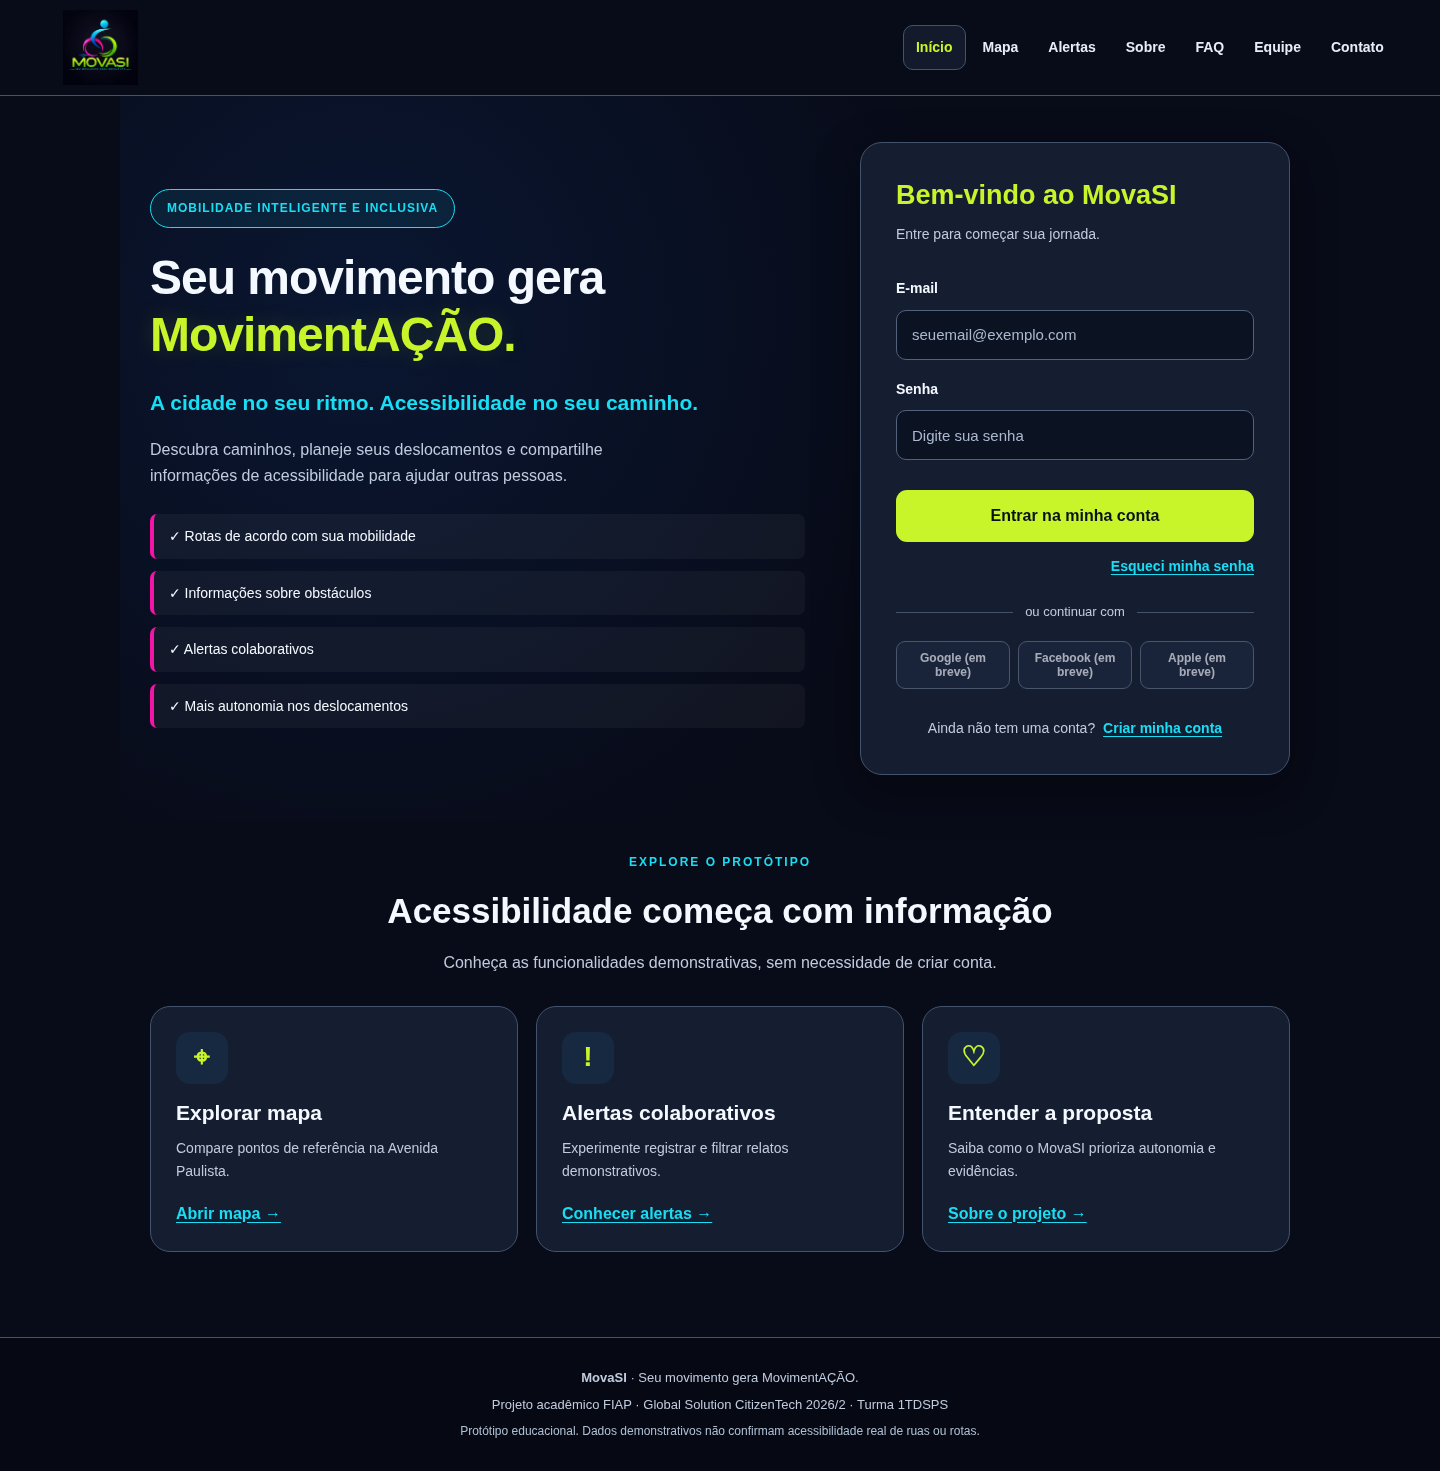 MOVASI
Início
Mapa
Alertas
Sobre
FAQ
Equipe
Contato
MOBILIDADE INTELIGENTE E INCLUSIVA
Seu movimento gera
MovimentAÇÃO.
A cidade no seu ritmo. Acessibilidade no seu caminho.
Descubra caminhos, planeje seus deslocamentos e compartilhe
informações de acessibilidade para ajudar outras pessoas.
✓ Rotas de acordo com sua mobilidade
✓ Informações sobre obstáculos
✓ Alertas colaborativos
✓ Mais autonomia nos deslocamentos
Bem-vindo ao MovaSI
Entre para começar sua jornada.
E-mail
seuemail@exemplo.com
Senha
Digite sua senha
Entrar na minha conta
Esqueci minha senha
ou continuar com
Google (em
breve)
Facebook (em
breve)
Apple (em
breve)
Ainda não tem uma conta? Criar minha conta
EXPLORE O PROTÓTIPO
Acessibilidade começa com informação
Conheça as funcionalidades demonstrativas, sem necessidade de criar conta.
Explorar mapa
Compare pontos de referência na Avenida
Paulista.
Abrir mapa →
!
Alertas colaborativos
Experimente registrar e filtrar relatos
demonstrativos.
Conhecer alertas →
♡
Entender a proposta
Saiba como o MovaSI prioriza autonomia e
evidências.
Sobre o projeto →
MovaSI · Seu movimento gera MovimentAÇÃO.
Projeto acadêmico FIAP · Global Solution CitizenTech 2026/2 · Turma 1TDSPS
Protótipo educacional. Dados demonstrativos não confirmam acessibilidade real de ruas ou rotas.